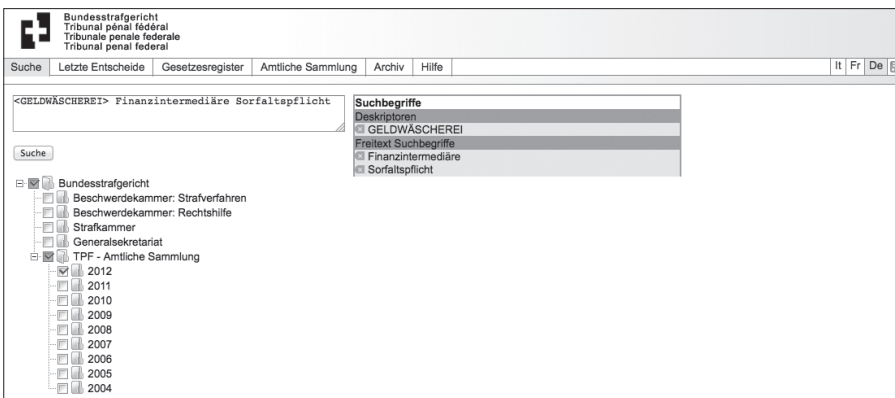 Bundesstrafgericht
Tribunal pénal fédéral
Tribunale penale federale
Tribunal penal federal
Suche Letzte Entscheide Gesetzesregister Amtliche Sammlung Archiv Hilfe It Fr De
<GELDWÄSCHEREI> Finanzintermediäre Sorfaltspflicht
Suchbegriffe
Deskriptoren
GELDWÄSCHEREI
Freitext Suchbegriffe
Finanzintermediäre
Sorfaltspflicht
Suche
Bundesstrafgericht
Beschwerdekammer: Strafverfahren
Beschwerdekammer: Rechtshilfe
Strafkammer
Generalsekretariat
TPF - Amtliche Sammlung
2012
2011
2010
2009
2008
2007
2006
2005
2004